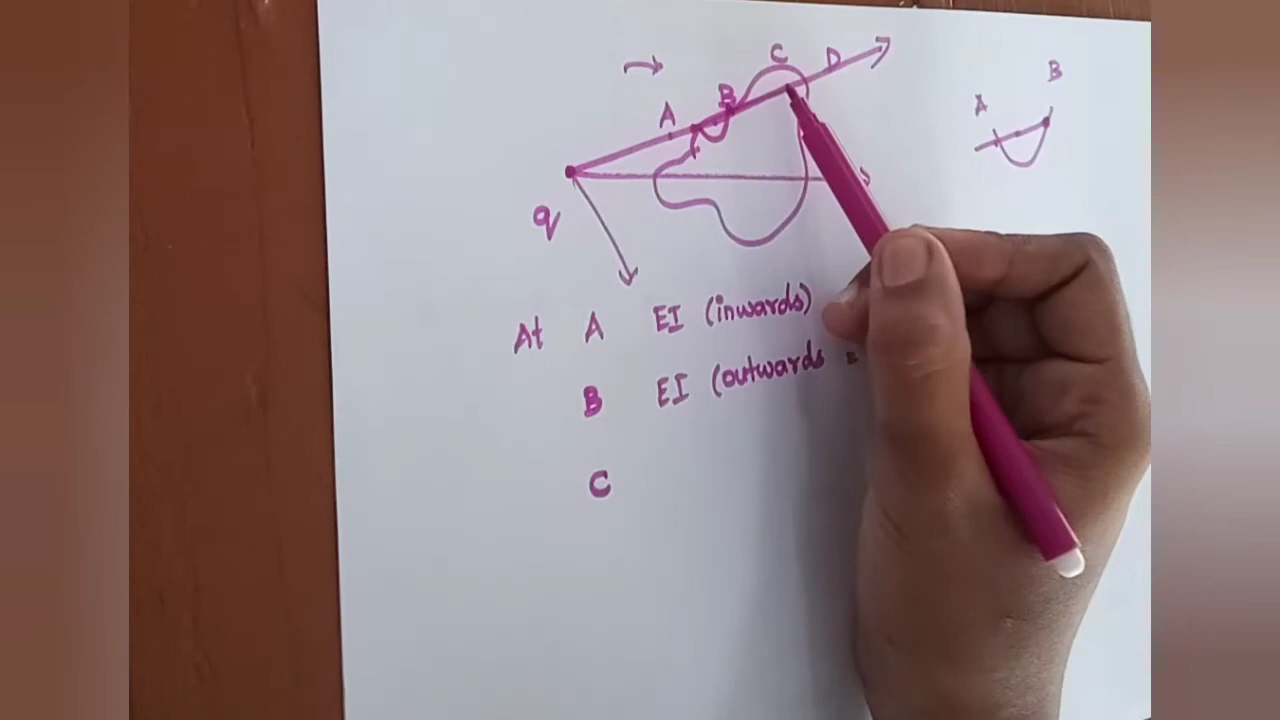 C D
B
A
A B
q
At A EI (inwards)
B EI (outwards
C